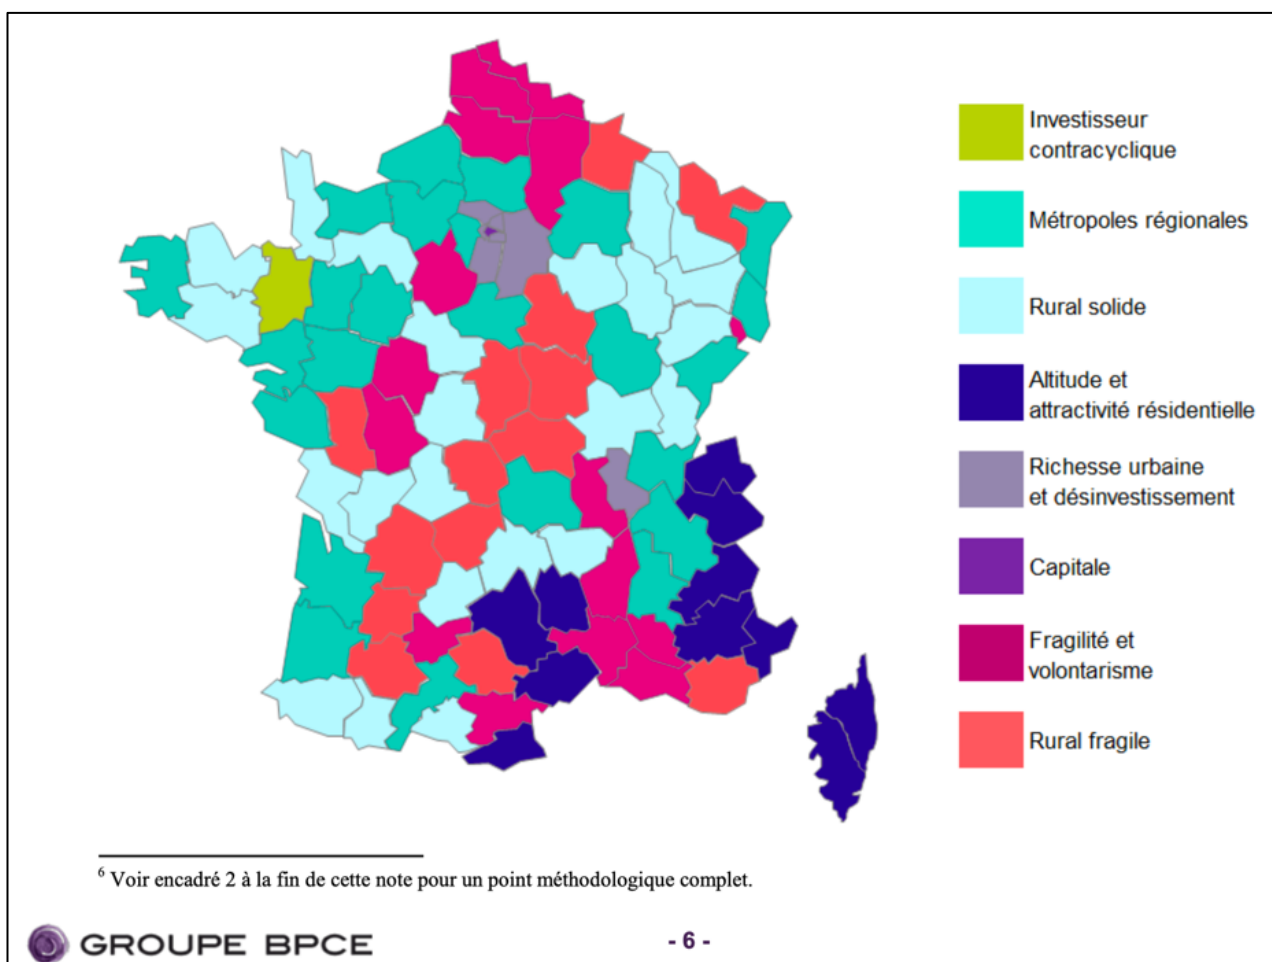 Investisseur
contracyclique
Métropoles régionales
Rural solide
Altitude et
attractivité résidentielle
Richesse urbaine
et désinvestissement
Capitale
Fragilité et
volontarisme
Rural fragile
6 Voir encadré 2 à la fin de cette note pour un point méthodologique complet.
GROUPE BPCE
- 6 -